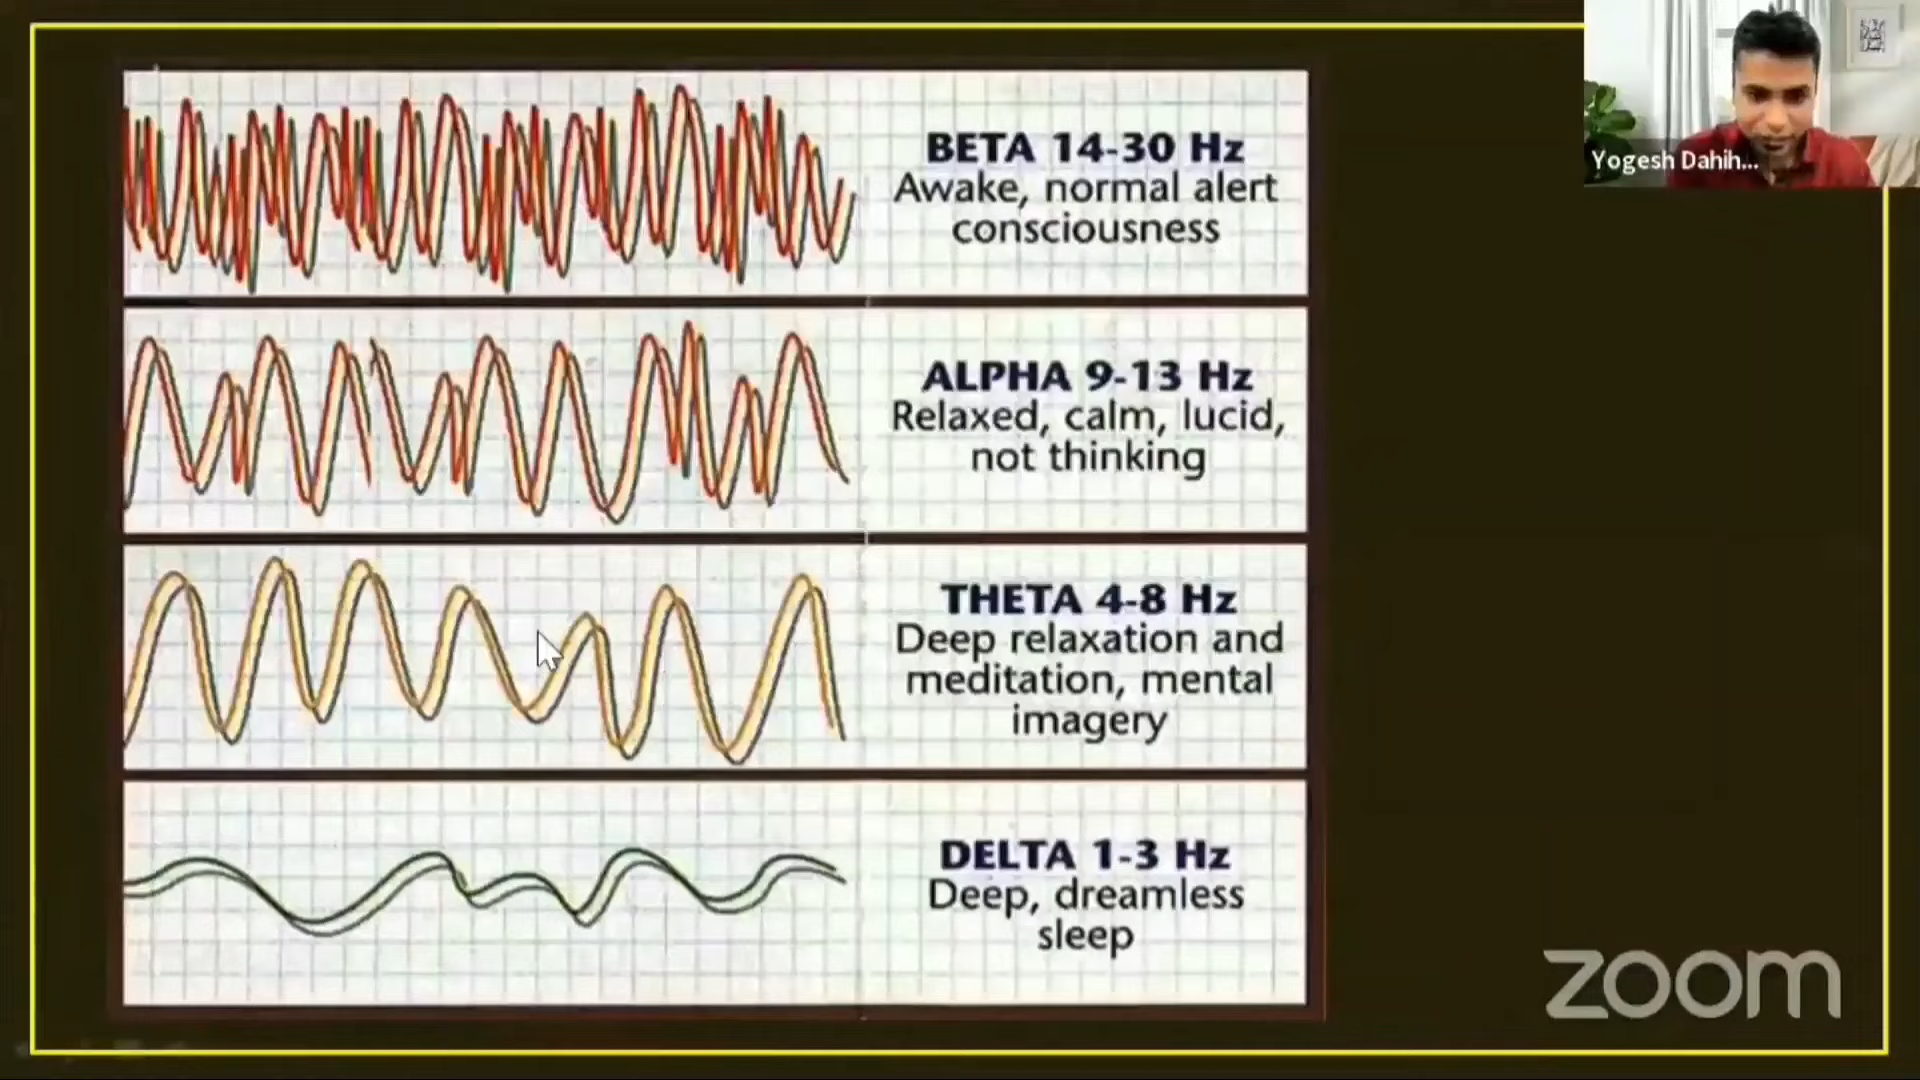 BETA 14-30 Hz
Awake, normal alert
consciousness
Yogesh Dahih...
ALPHA 9-13 Hz
Relaxed, calm, lucid,
not thinking
THETA 4-8 Hz
Deep relaxation and
meditation, mental
imagery
DELTA 1-3 Hz
Deep, dreamless
sleep
zoom